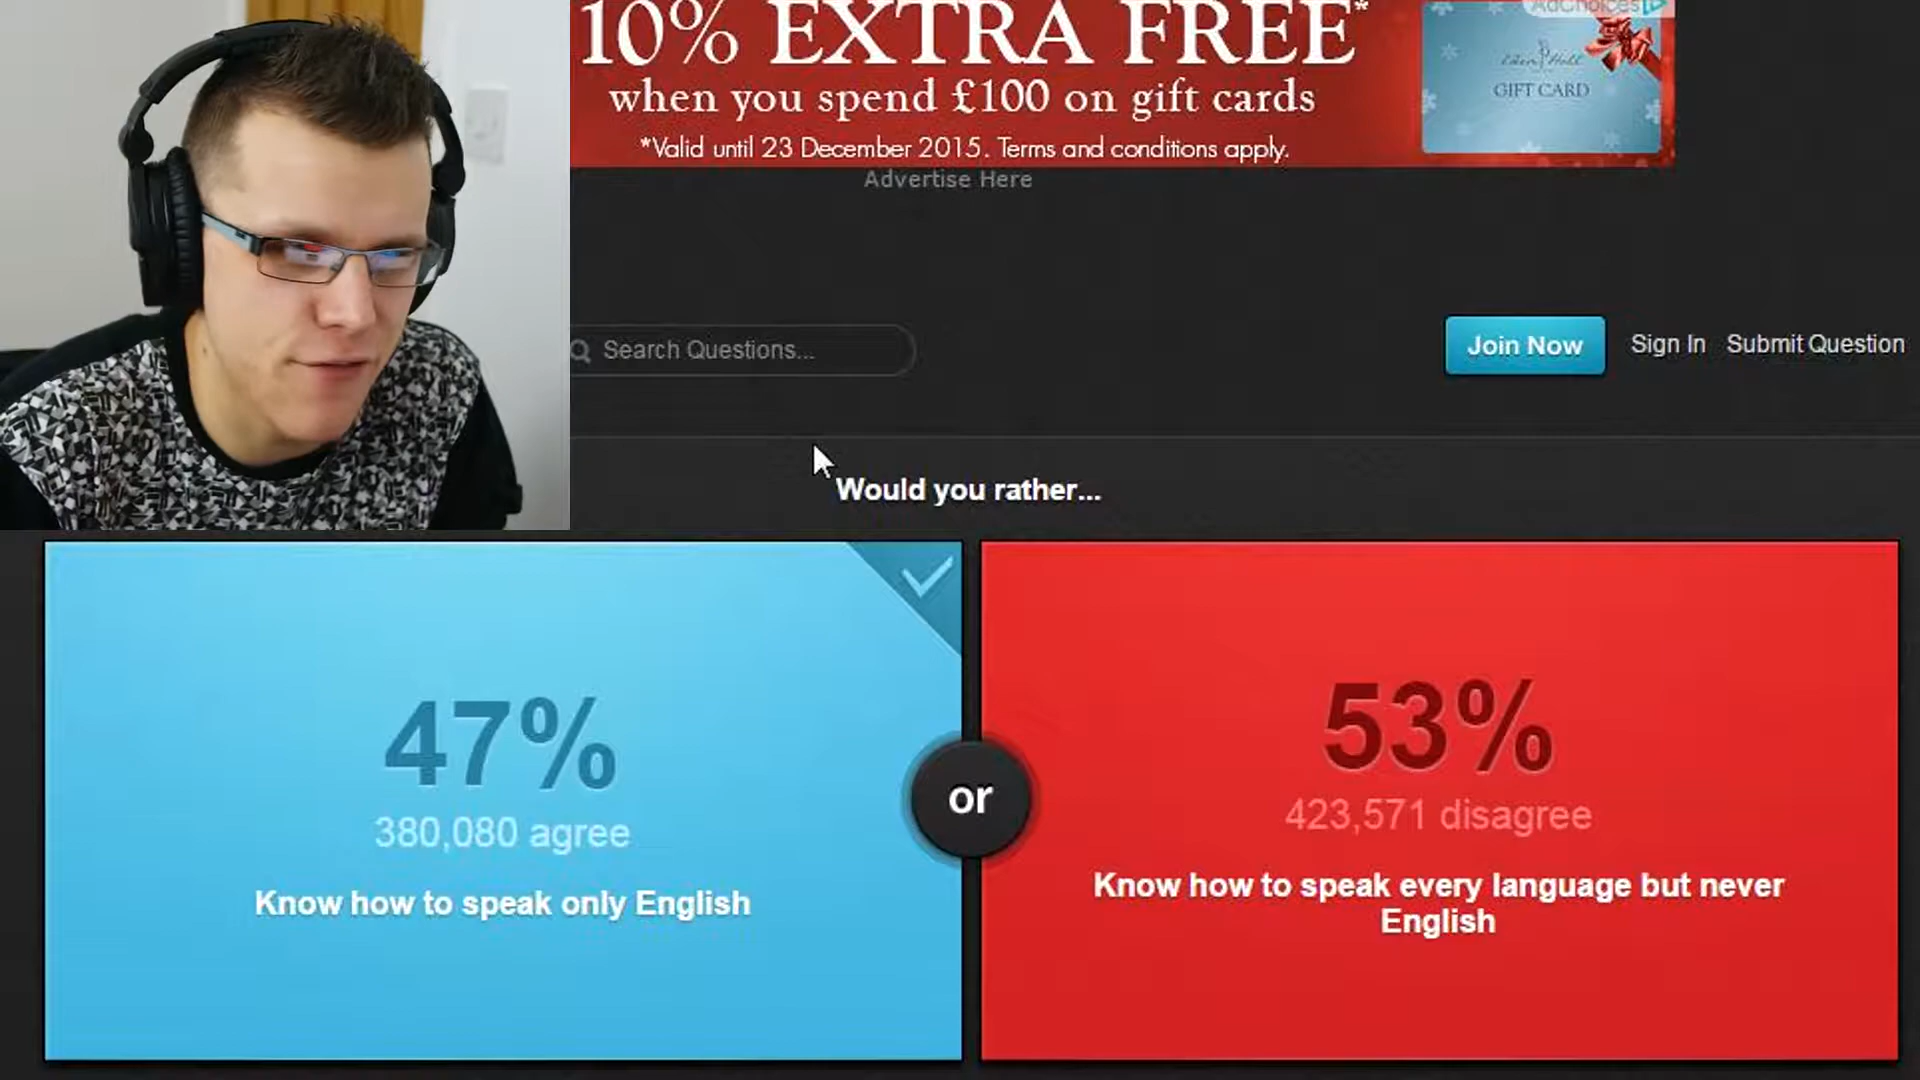 10% EXTRA FREE*
when you spend £100 on gift cards
*Valid until 23 December 2015. Terms and conditions apply.
AdChoices
GIFT CARD
Advertise Here
Search Questions...
Join Now
Sign In
Submit Question
Would you rather...
47%
380,080 agree
Know how to speak only English
or
53%
423,571 disagree
Know how to speak every language but never
English